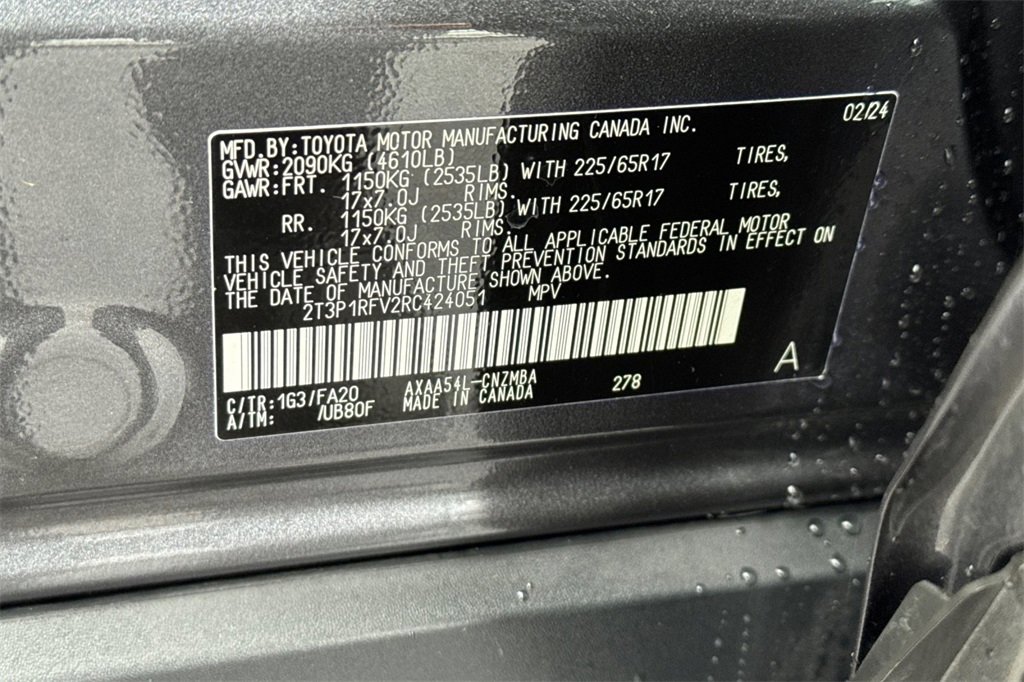 02/24
MFD.BY:TOYOTA MOTOR MANUFACTURING CANADA INC.
GVWR:2090KG (4610LB)
GAWR:FRT. 1150KG (2535LB) WITH 225/65R17 TIRES,
17x7.0J RIMS.
RR. 1150KG (2535LB) WITH 225/65R17 TIRES,
17x7.0J RIMS.
THIS VEHICLE CONFORMS TO ALL APPLICABLE FEDERAL MOTOR
VEHICLE SAFETY AND THEFT PREVENTION STANDARDS IN EFFECT ON
THE DATE OF MANUFACTURE SHOWN ABOVE.
2T3P1RFV2RC424051 MPV
A
C/TR:1G3/FA20 AXAA54L-CNZMBA 278
A/TM: /UB80F MADE IN CANADA